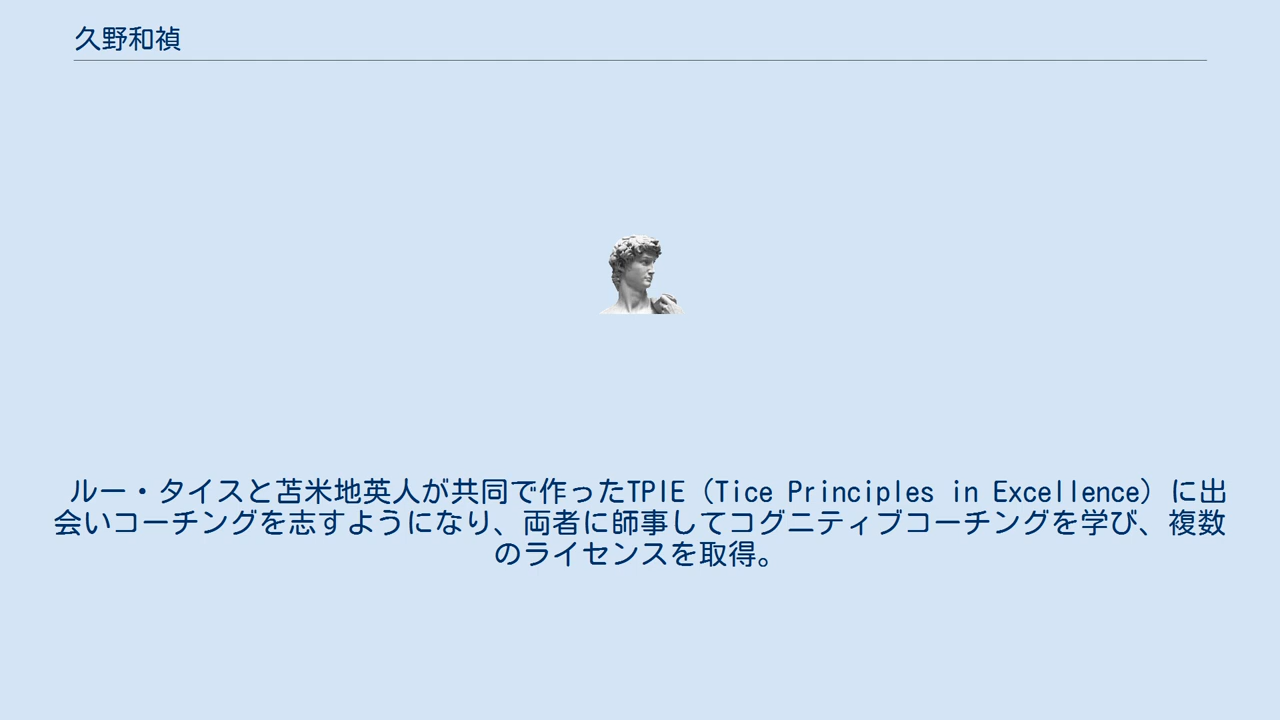 久野和禎
ルー・タイスと苫米地英人が共同で作ったTPIE（Tice Principles in Excellence）に出
会いコーチングを志すようになり、両者に師事してコグニティブコーチングを学び、複数
のライセンスを取得。